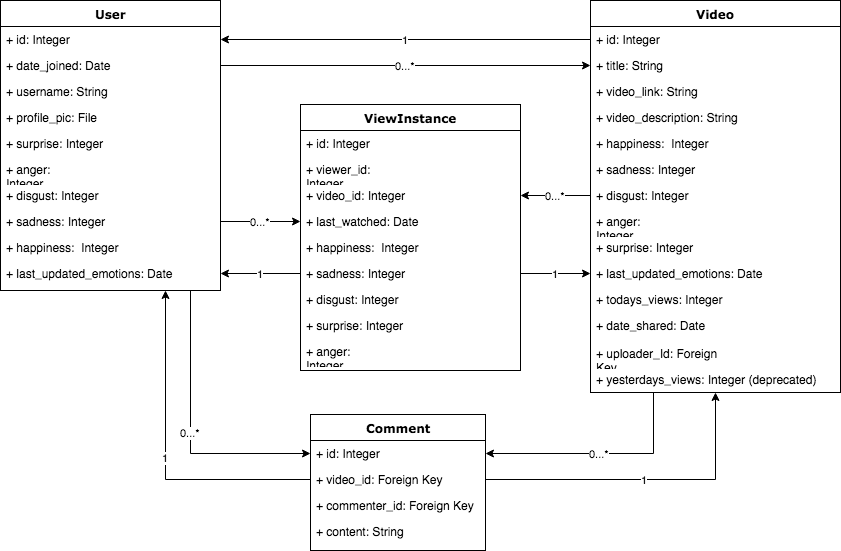 User
+ id: Integer
+ date_joined: Date
+ username: String
+ profile_pic: File
+ surprise: Integer
+ anger:
Integer
+ disgust: Integer
+ sadness: Integer
+ happiness:  Integer
+ last_updated_emotions: Date
1
0...*
ViewInstance
+ id: Integer
+ viewer_id:
Integer
+ video_id: Integer
+ last_watched: Date
+ happiness:  Integer
+ sadness: Integer
+ disgust: Integer
+ surprise: Integer
+ anger:
Integer
0...*
1
0...*
1
Video
+ id: Integer
+ title: String
+ video_link: String
+ video_description: String
+ happiness:  Integer
+ sadness: Integer
+ disgust: Integer
+ anger:
Integer
+ surprise: Integer
+ last_updated_emotions: Date
+ todays_views: Integer
+ date_shared: Date
+ uploader_Id: Foreign
Key
+ yesterdays_views: Integer (deprecated)
0...*
1
Comment
+ id: Integer
+ video_id: Foreign Key
+ commenter_id: Foreign Key
+ content: String
0...*
1